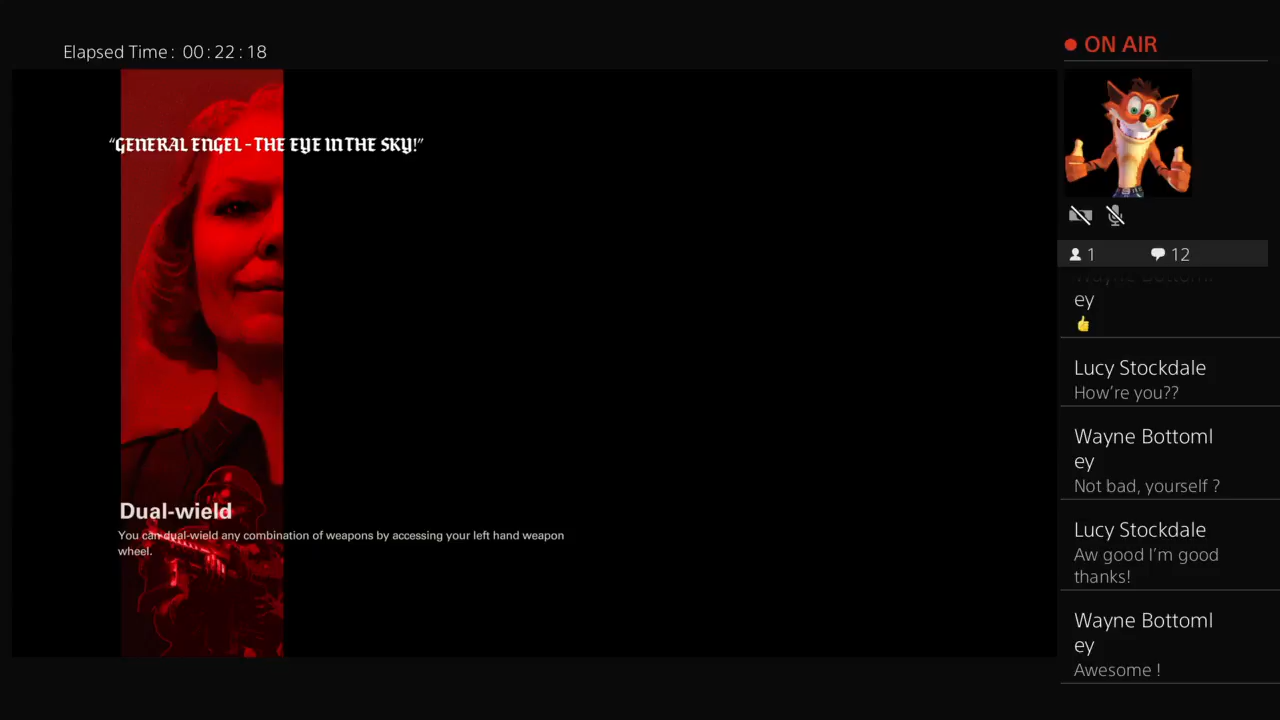 Elapsed Time: 00:22:18
ON AIR
“GENERAL ENGEL - THE EYE IN THE SKY!”
1
12
Wayne Bottoml
ey
👍
Lucy Stockdale
How’re you??
Wayne Bottoml
ey
Not bad, yourself ?
Lucy Stockdale
Aw good I’m good
thanks!
Wayne Bottoml
ey
Awesome !
Dual-wield
You can dual-wield any combination of weapons by accessing your left hand weapon
wheel.